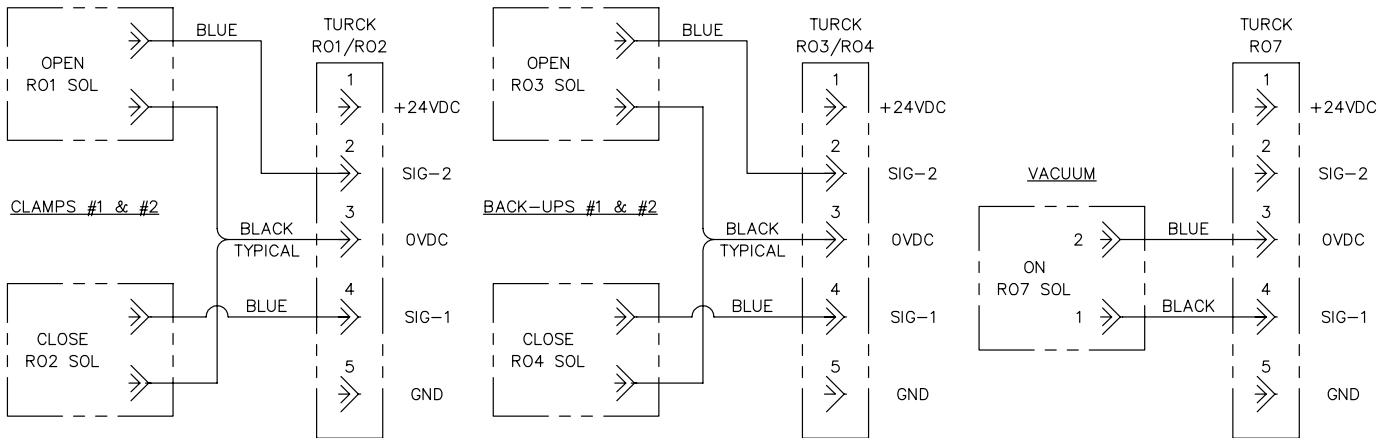 OPEN
RO1 SOL
BLUE
CLAMPS #1 & #2
BLACK
TYPICAL
CLOSE
RO2 SOL
BLUE
TURCK
RO1/RO2
1
+24VDC
2
SIG-2
3
0VDC
4
SIG-1
5
GND
OPEN
RO3 SOL
BLUE
BACK-UPS #1 & #2
BLACK
TYPICAL
CLOSE
RO4 SOL
BLUE
TURCK
RO3/RO4
1
+24VDC
2
SIG-2
3
0VDC
4
SIG-1
5
GND
VACUUM
ON
RO7 SOL
2
BLUE
1
BLACK
TURCK
RO7
1
+24VDC
2
SIG-2
3
0VDC
4
SIG-1
5
GND